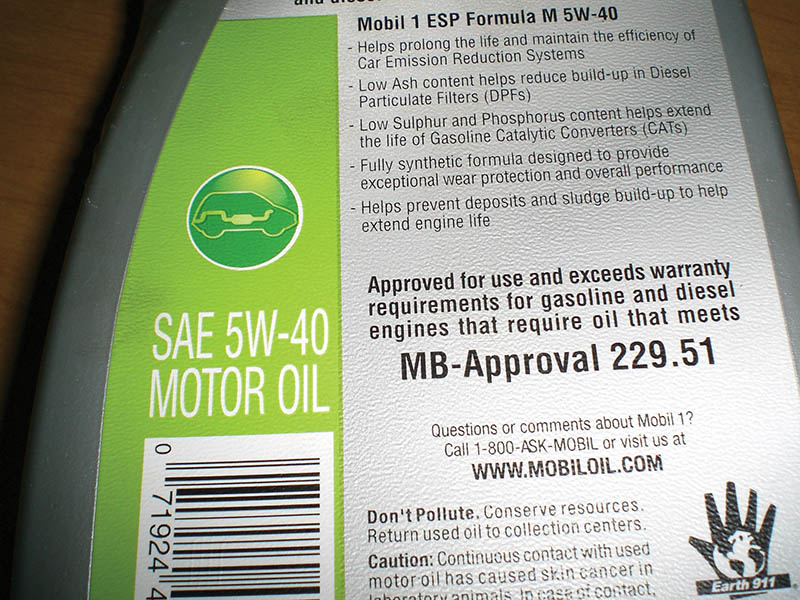 and diesel
Mobil 1 ESP Formula M 5W-40
- Helps prolong the life and maintain the efficiency of
Car Emission Reduction Systems
- Low Ash content helps reduce build-up in Diesel
Particulate Filters (DPFs)
- Low Sulphur and Phosphorus content helps extend
the life of Gasoline Catalytic Converters (CATs)
- Fully synthetic formula designed to provide
exceptional wear protection and overall performance
- Helps prevent deposits and sludge build-up to help
extend engine life
Approved for use and exceeds warranty
requirements for gasoline and diesel
engines that require oil that meets
MB-Approval 229.51
SAE 5W-40
MOTOR OIL
Questions or comments about Mobil 1?
Call 1-800-ASK-MOBIL or visit us at
WWW.MOBILOIL.COM
Don't Pollute. Conserve resources.
Return used oil to collection centers.
Caution: Continuous contact with used
motor oil has caused skin cancer in
laboratory animals. In case of contact,
0 71924 4
Earth 911